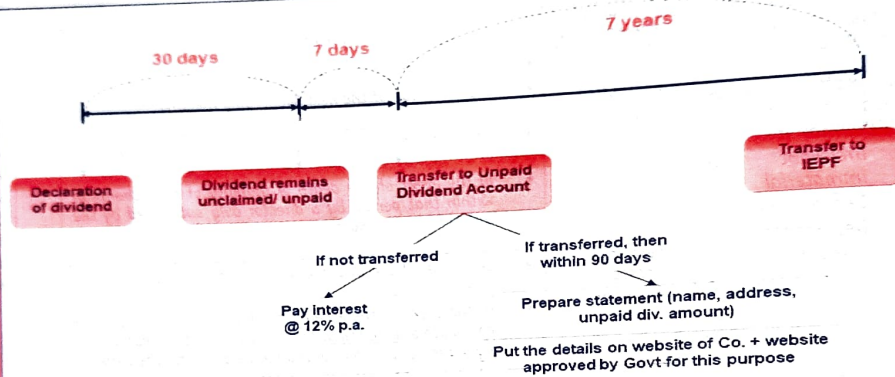 30 days
7 days
7 years
Declaration
of dividend
Dividend remains
unclaimed/ unpaid
Transfer to Unpaid
Dividend Account
Transfer to
IEPF
If not transferred
If transferred, then
within 90 days
Pay interest
@ 12% p.a.
Prepare statement (name, address,
unpaid div. amount)
Put the details on website of Co. + website
approved by Govt for this purpose